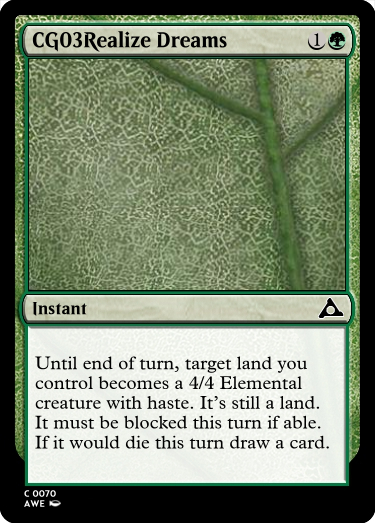 CG03Realize Dreams 1
Instant
Until end of turn, target land you
control becomes a 4/4 Elemental
creature with haste. It's still a land.
It must be blocked this turn if able.
If it would die this turn draw a card.
C 0070
AWE